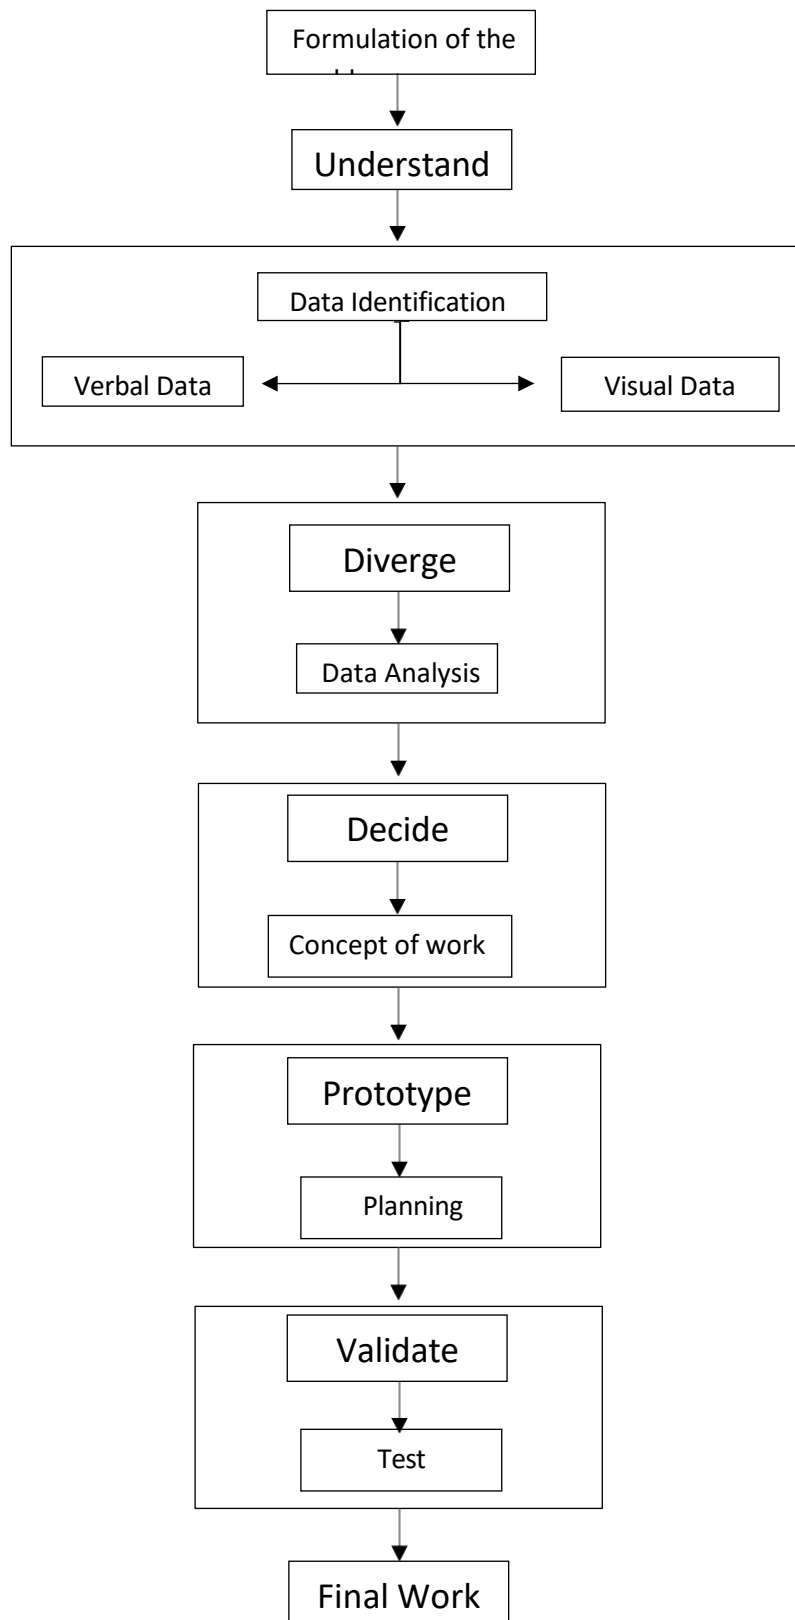 Formulation of the
Understand
Data Identification
Verbal Data
Visual Data
Diverge
Data Analysis
Decide
Concept of work
Prototype
Planning
Validate
Test
Final Work